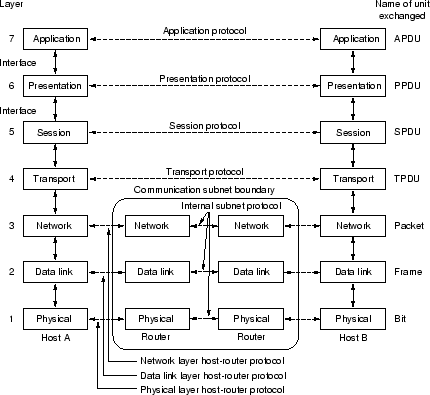 Layer
Name of unit
exchanged
7 Application Application protocol Application APDU
Interface
6 Presentation Presentation protocol Presentation PPDU
Interface
5 Session Session protocol Session SPDU
4 Transport Transport protocol Transport TPDU
Communication subnet boundary
Internal subnet protocol
3 Network Network Network Network Packet
2 Data link Data link Data link Data link Frame
1 Physical Physical Physical Physical Bit
Host A Router Router Host B
Network layer host-router protocol
Data link layer host-router protocol
Physical layer host-router protocol